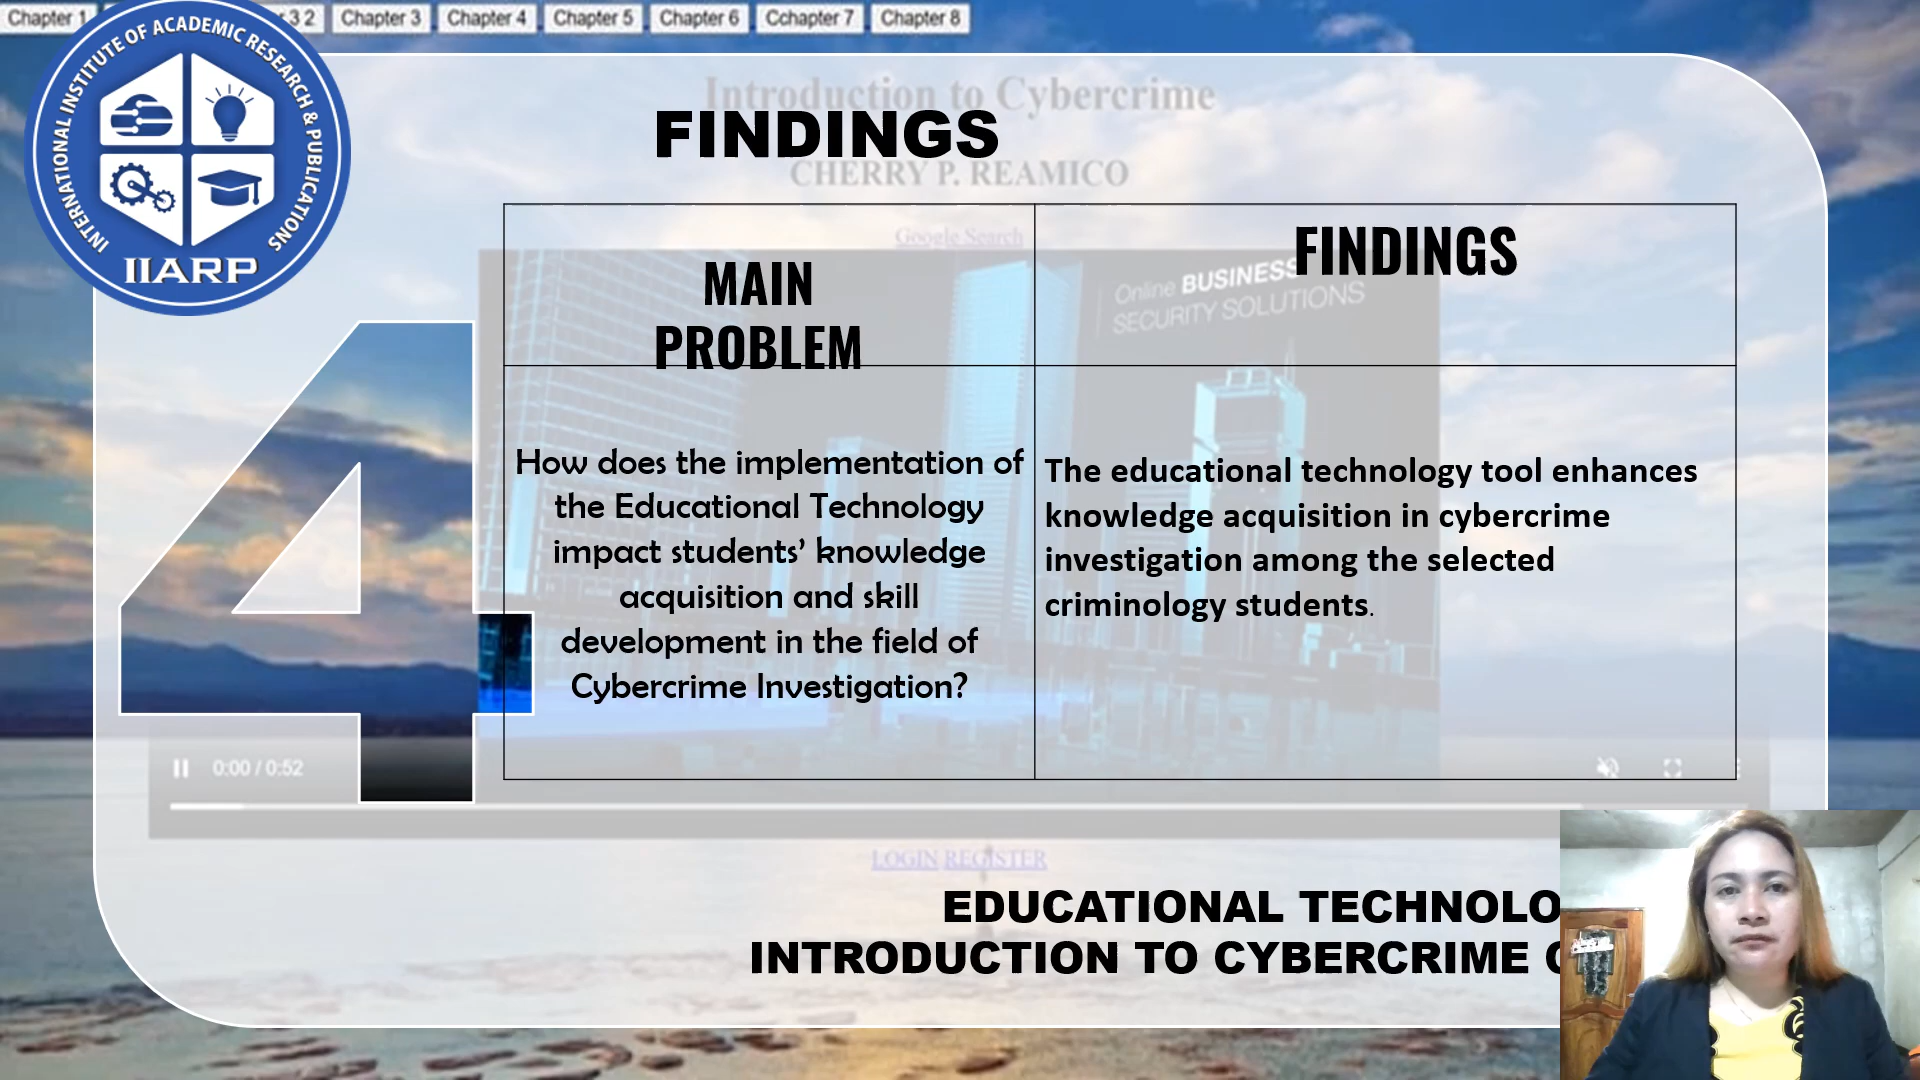 Chapter 1
3 2
Chapter 3
Chapter 4
Chapter 5
Chapter 6
Cchapter 7
Chapter 8
INTERNATIONAL INSTITUTE OF ACADEMIC RESEARCH & PUBLICATIONS
IIARP
Introduction to Cybercrime
FINDINGS
CHERRY P. REAMICO
Google Search
MAIN
PROBLEM
FINDINGS
Online BUSINESS
SECURITY SOLUTIONS
4
How does the implementation of
the Educational Technology
impact students’ knowledge
acquisition and skill
development in the field of
Cybercrime Investigation?
The educational technology tool enhances
knowledge acquisition in cybercrime
investigation among the selected
criminology students.
0:00 / 0:52
LOGIN REGISTER
EDUCATIONAL TECHNOLO
INTRODUCTION TO CYBERCRIME